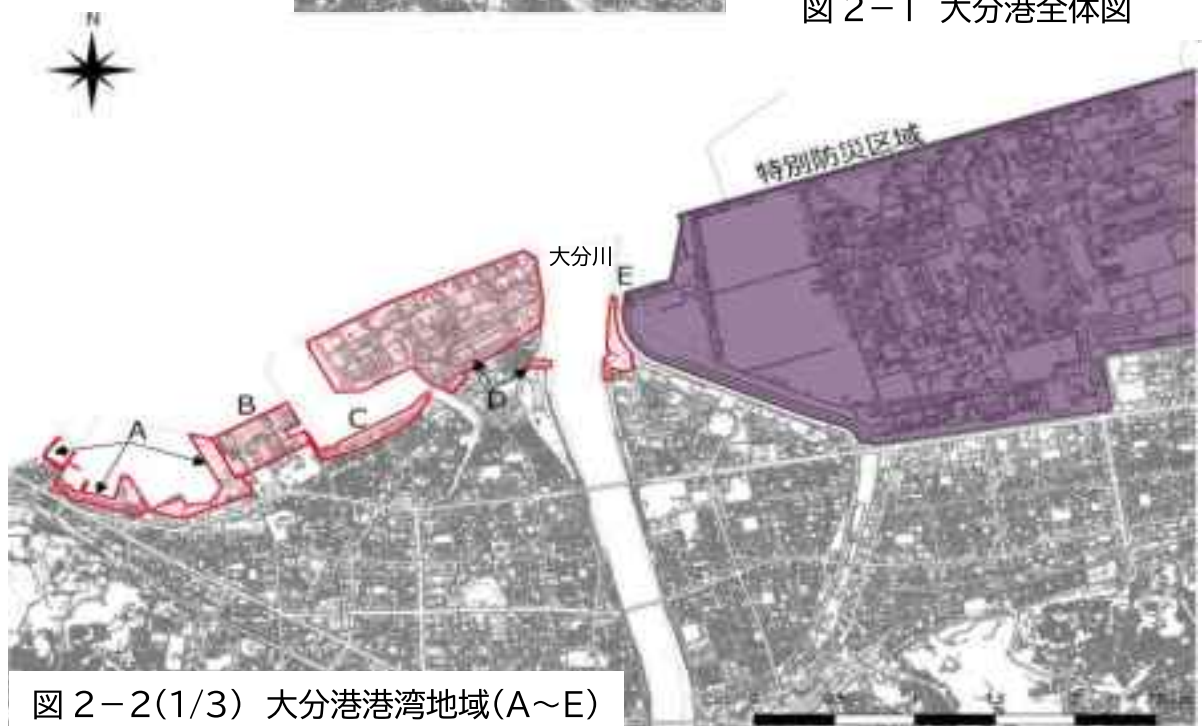 図2-1 大分港全体図
N
特別防災区域
大分川
E
D
B
C
A
図2-2(1/3) 大分港港湾地域(A~E)